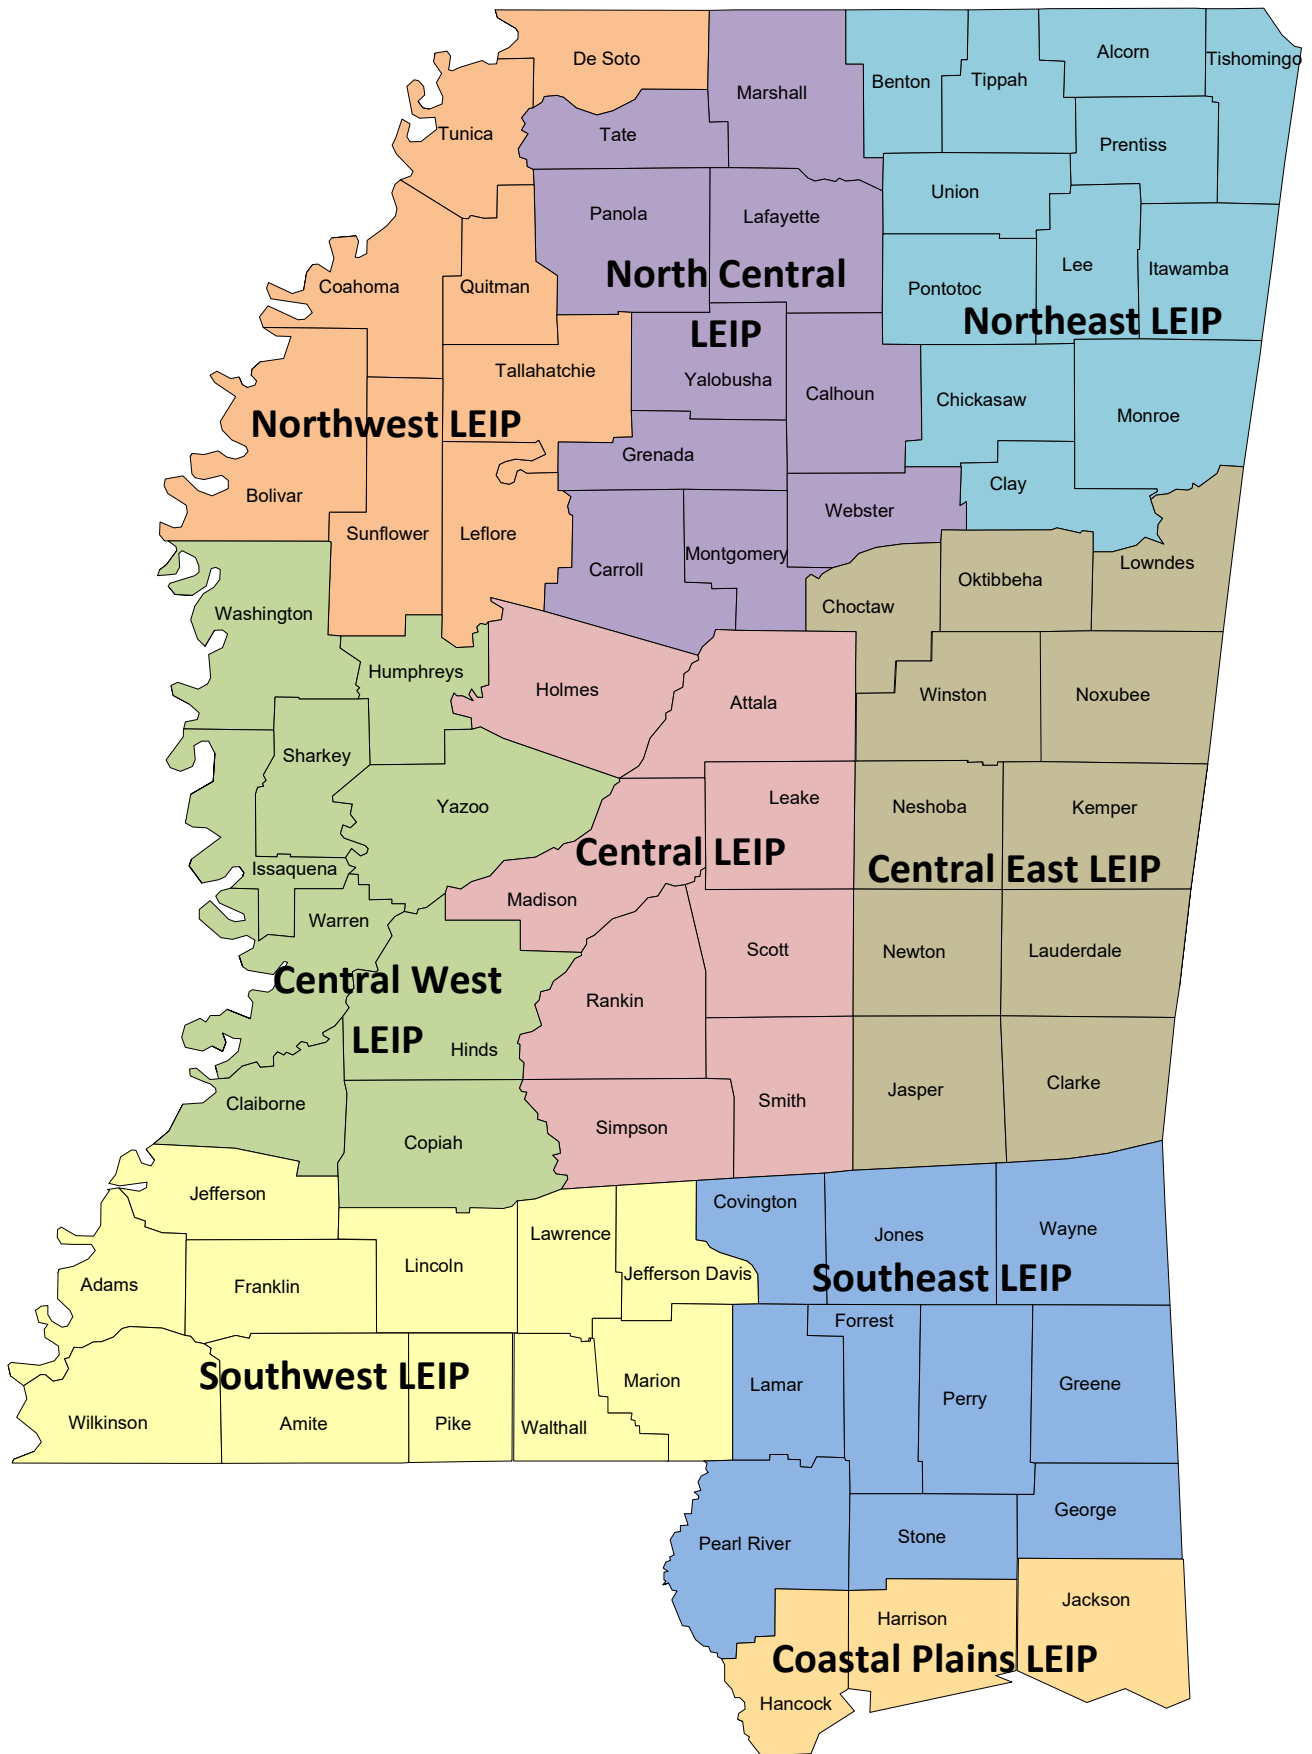 De Soto
Marshall
Benton
Tippah
Alcorn
Tishomingo
Tunica
Tate
Prentiss
Panola
Lafayette
Union
Coahoma
Quitman
North Central
LEIP
Pontotoc
Lee
Itawamba
Northeast LEIP
Tallahatchie
Yalobusha
Calhoun
Chickasaw
Monroe
Northwest LEIP
Bolivar
Sunflower
Leflore
Grenada
Webster
Clay
Carroll
Montgomery
Choctaw
Oktibbeha
Lowndes
Washington
Humphreys
Holmes
Attala
Winston
Noxubee
Sharkey
Yazoo
Leake
Neshoba
Kemper
Issaquena
Central LEIP
Central East LEIP
Madison
Warren
Scott
Newton
Lauderdale
Central West
LEIP
Hinds
Rankin
Claiborne
Copiah
Simpson
Smith
Jasper
Clarke
Jefferson
Lawrence
Covington
Jones
Wayne
Adams
Franklin
Lincoln
Jefferson Davis
Southeast LEIP
Forrest
Southwest LEIP
Marion
Lamar
Perry
Greene
Wilkinson
Amite
Pike
Walthall
Pearl River
Stone
George
Harrison
Jackson
Coastal Plains LEIP
Hancock